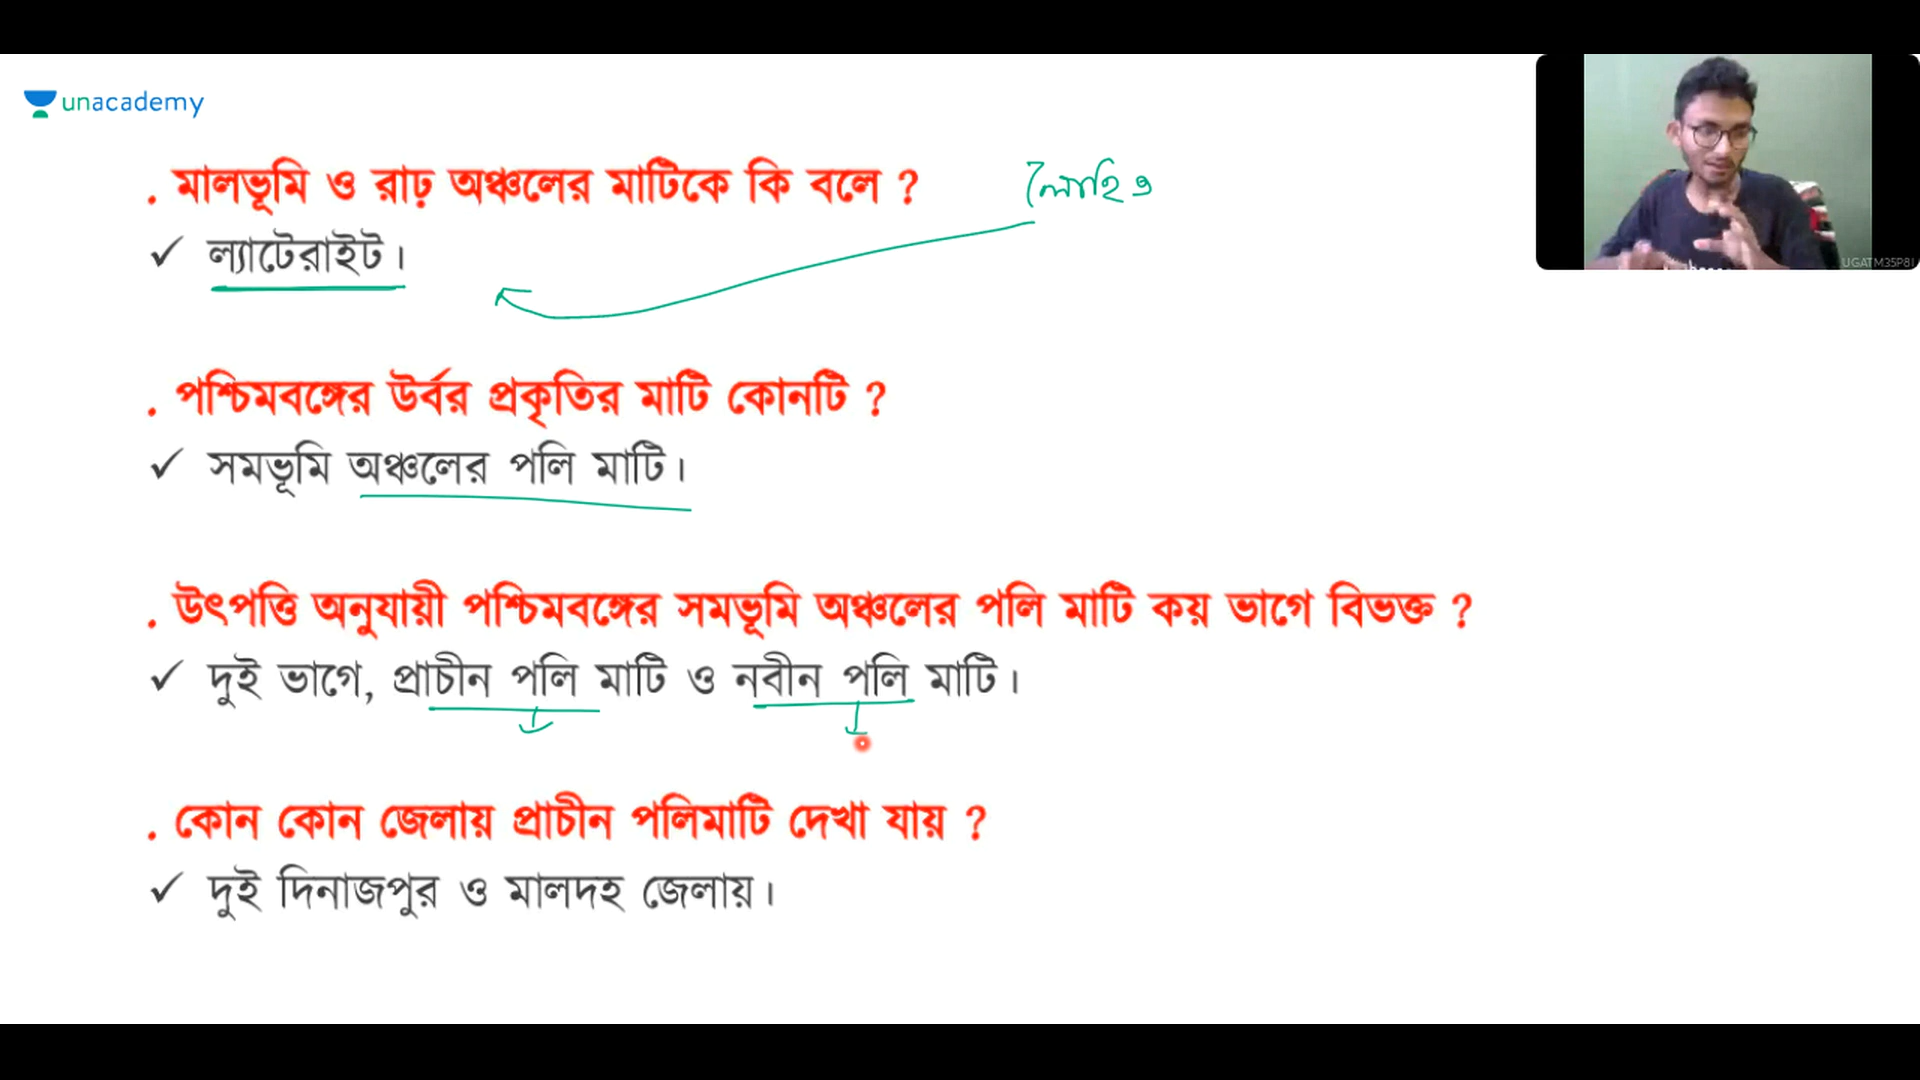 unacademy
. মালভূমি ও রাঢ় অঞ্চলের মাটিকে কি বলে ?
লোহিত
✓ ল্যাটেরাইট।
. পশ্চিমবঙ্গের উর্বর প্রকৃতির মাটি কোনটি ?
✓ সমভূমি অঞ্চলের পলি মাটি।
. উৎপত্তি অনুযায়ী পশ্চিমবঙ্গের সমভূমি অঞ্চলের পলি মাটি কয় ভাগে বিভক্ত ?
✓ দুই ভাগে, প্রাচীন পলি মাটি ও নবীন পলি মাটি।
. কোন কোন জেলায় প্রাচীন পলিমাটি দেখা যায় ?
✓ দুই দিনাজপুর ও মালদহ জেলায়।